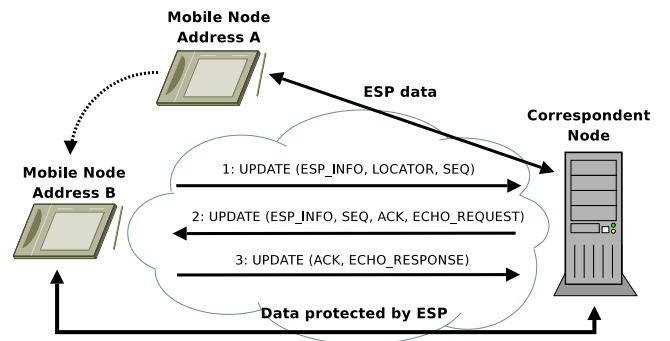 Mobile Node
Address A
ESP data
Correspondent
Node
Mobile Node
Address B
1: UPDATE (ESP_INFO, LOCATOR, SEQ)
2: UPDATE (ESP_INFO, SEQ, ACK, ECHO_REQUEST)
3: UPDATE (ACK, ECHO_RESPONSE)
Data protected by ESP